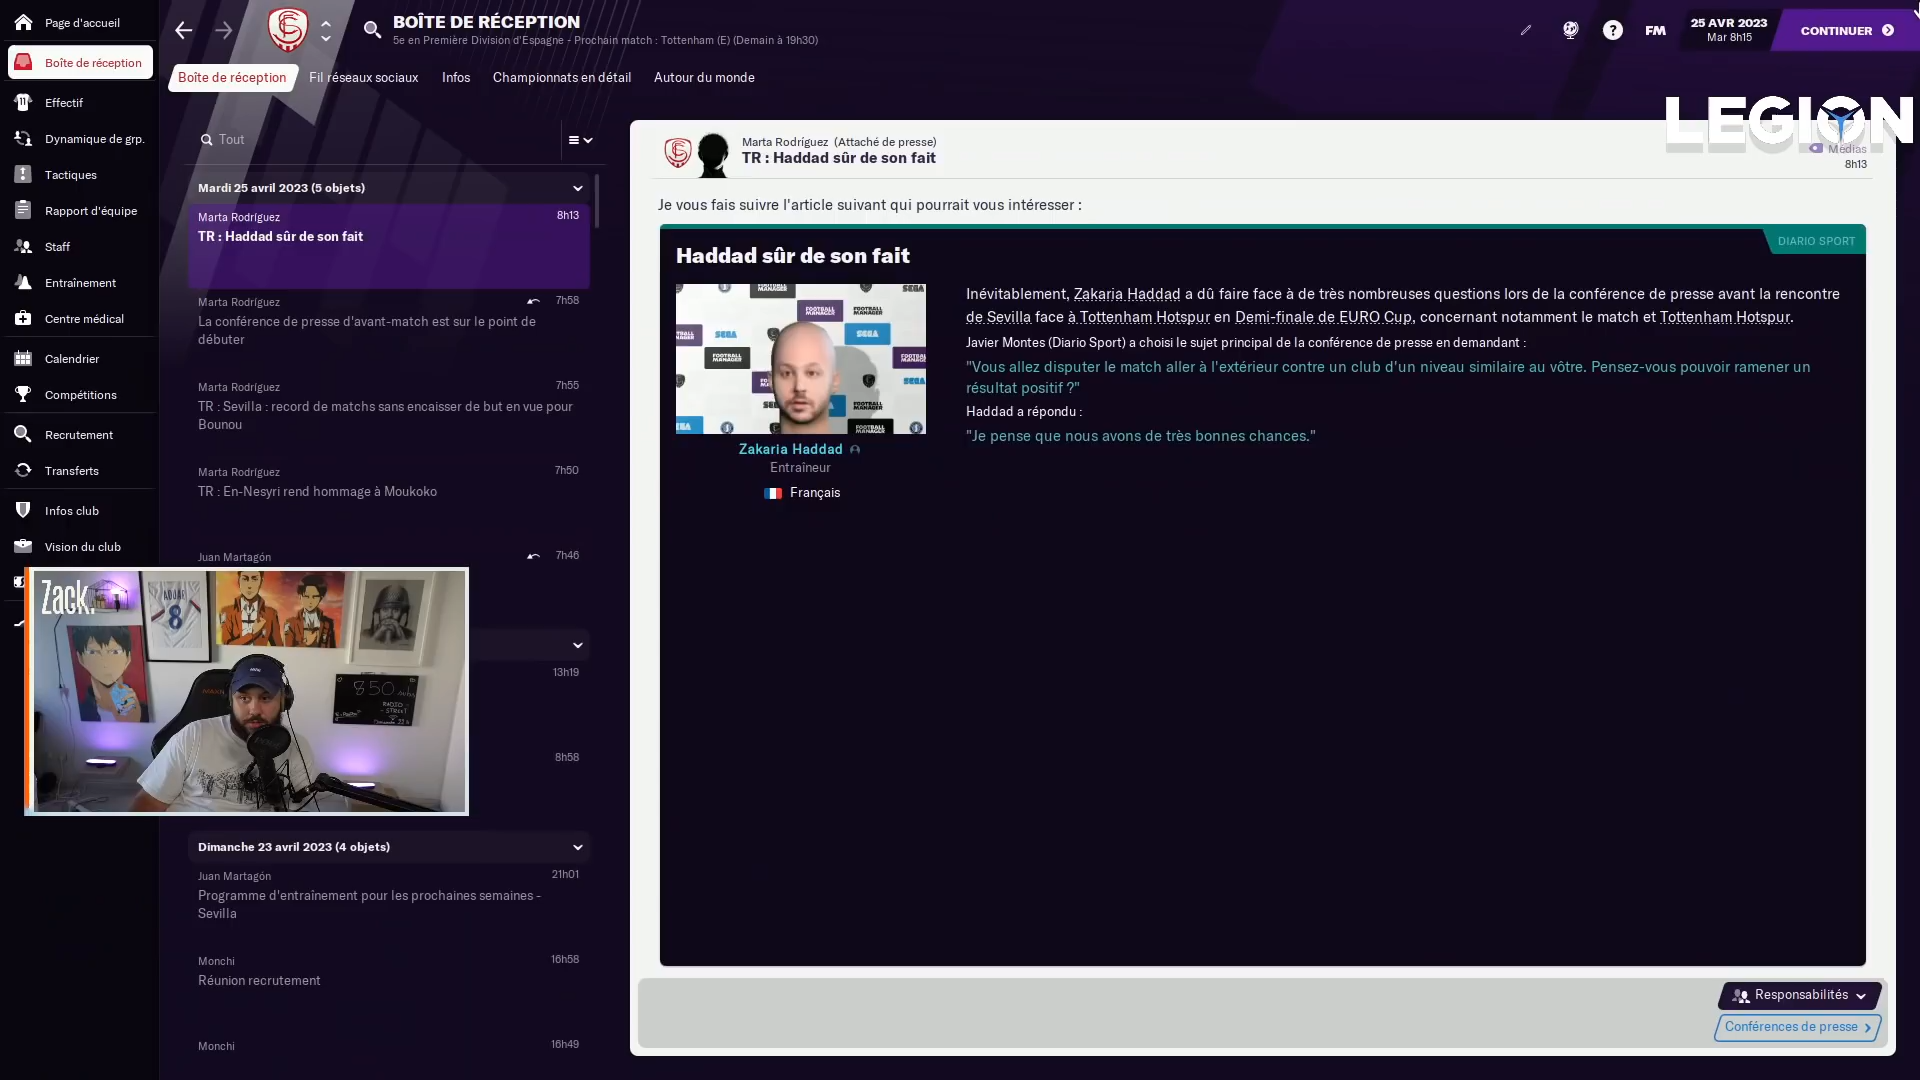 Page d'accueil
Boîte de réception
Effectif
Dynamique de grp.
Tactiques
Rapport d'équipe
Staff
Entraînement
Centre médical
Calendrier
Compétitions
Recrutement
Transferts
Infos club
Vision du club
BOÎTE DE RÉCEPTION
5e en Première Division d'Espagne - Prochain match : Tottenham (E) (Demain à 19h30)
FM
25 AVR 2023
Mar 8h15
CONTINUER
Boîte de réception
Fil réseaux sociaux
Infos
Championnats en détail
Autour du monde
LEGION
Tout
Mardi 25 avril 2023 (5 objets)
Marta Rodríguez 8h13
TR : Haddad sûr de son fait
Marta Rodríguez 7h58
La conférence de presse d'avant-match est sur le point de
débuter
Marta Rodríguez 7h55
TR : Sevilla : record de matchs sans encaisser de but en vue pour
Bounou
Marta Rodríguez 7h50
TR : En-Nesyri rend hommage à Moukoko
Juan Martagón 7h46
13h19
8h58
Zack.
8
850
RADIO
STREET
Dimanche 23 avril 2023 (4 objets)
Juan Martagón 21h01
Programme d'entraînement pour les prochaines semaines -
Sevilla
Monchi 16h58
Réunion recrutement
Monchi 16h49
Marta Rodríguez (Attaché de presse)
TR : Haddad sûr de son fait
Médias
8h13
Je vous fais suivre l'article suivant qui pourrait vous intéresser :
DIARIO SPORT
Haddad sûr de son fait
FOOTBALL MANAGER
SEGA
Zakaria Haddad
Entraîneur
Français
Inévitablement, Zakaria Haddad a dû faire face à de très nombreuses questions lors de la conférence de presse avant la rencontre
de Sevilla face à Tottenham Hotspur en Demi-finale de EURO Cup, concernant notamment le match et Tottenham Hotspur.
Javier Montes (Diario Sport) a choisi le sujet principal de la conférence de presse en demandant :
"Vous allez disputer le match aller à l'extérieur contre un club d'un niveau similaire au vôtre. Pensez-vous pouvoir ramener un
résultat positif ?"
Haddad a répondu :
"Je pense que nous avons de très bonnes chances."
Responsabilités
Conférences de presse